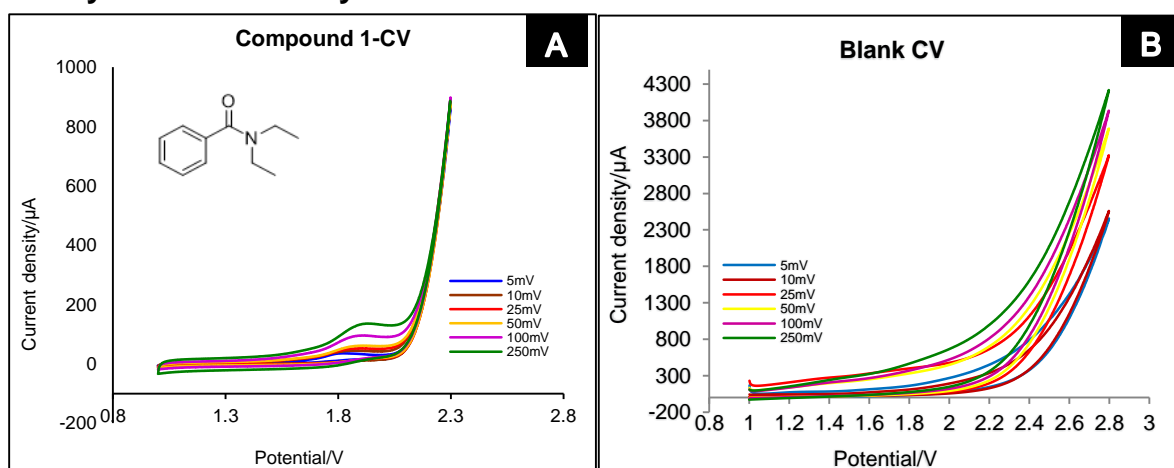 Compound 1-CV
A
1000
800
600
400
200
0
-200
0.8
1.3
1.8
2.3
2.8
Current density/µA
Potential/V
O
N
5mV
10mV
25mV
50mV
100mV
250mV
Blank CV
B
4300
3800
3300
2800
2300
1800
1300
800
300
-200
0.8
1
1.2
1.4
1.6
1.8
2
2.2
2.4
2.6
2.8
3
Current density/µA
Potential/V
5mV
10mV
25mV
50mV
100mV
250mV